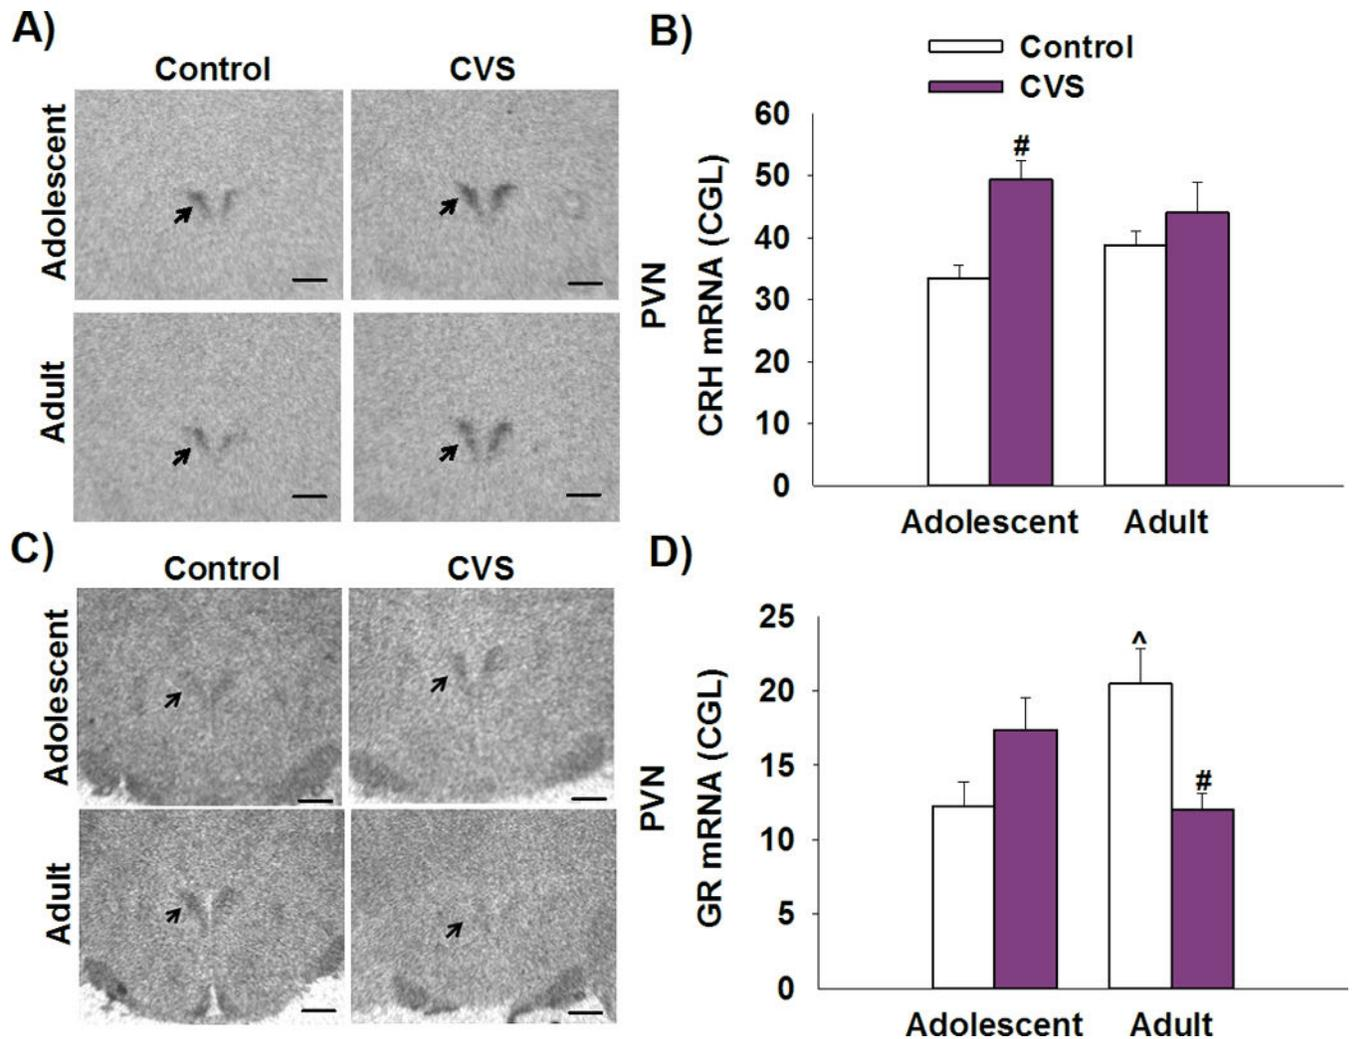 A)
Control CVS
Adolescent
Adult
B)
Control
CVS
60
50
40
30
20
10
0
PVN
CRH mRNA (CGL)
#
Adolescent Adult
C)
Control CVS
Adolescent
Adult
D)
25
20
15
10
5
0
PVN
GR mRNA (CGL)
^
#
Adolescent Adult